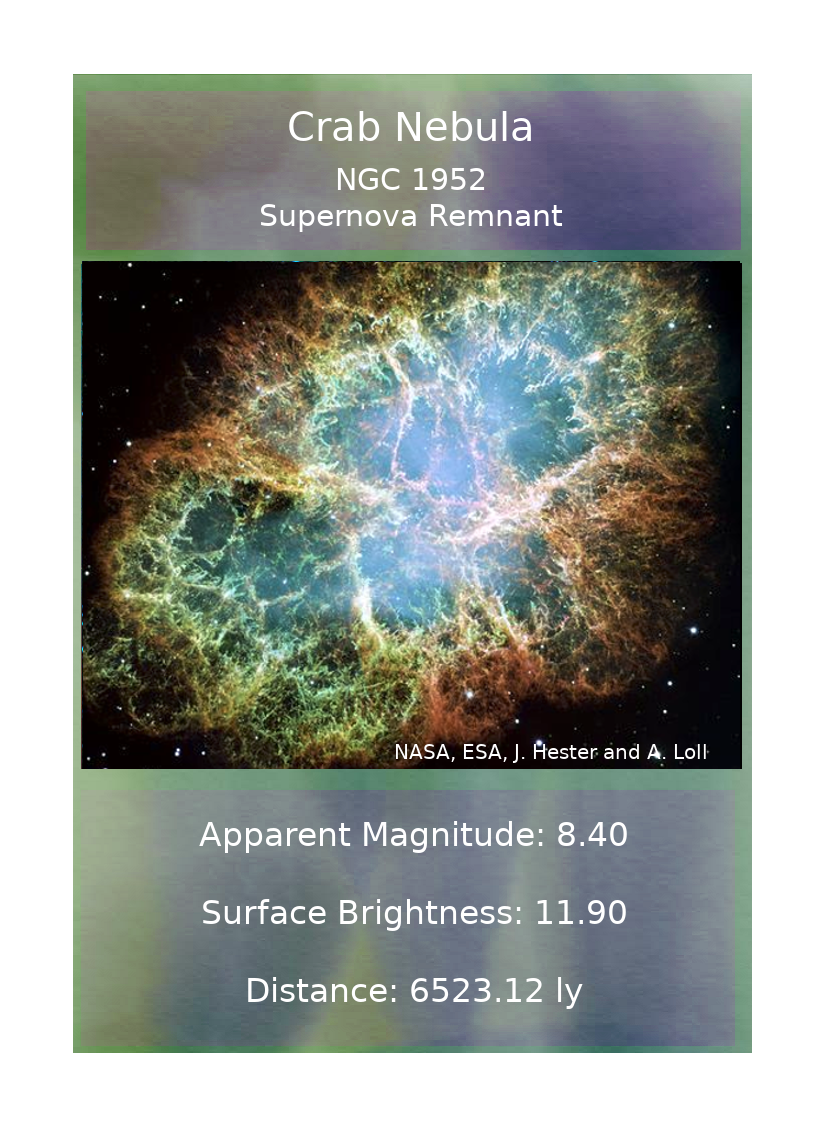 Crab Nebula
NGC 1952
Supernova Remnant
NASA, ESA, J. Hester and A. Loll
Apparent Magnitude: 8.40
Surface Brightness: 11.90
Distance: 6523.12 ly